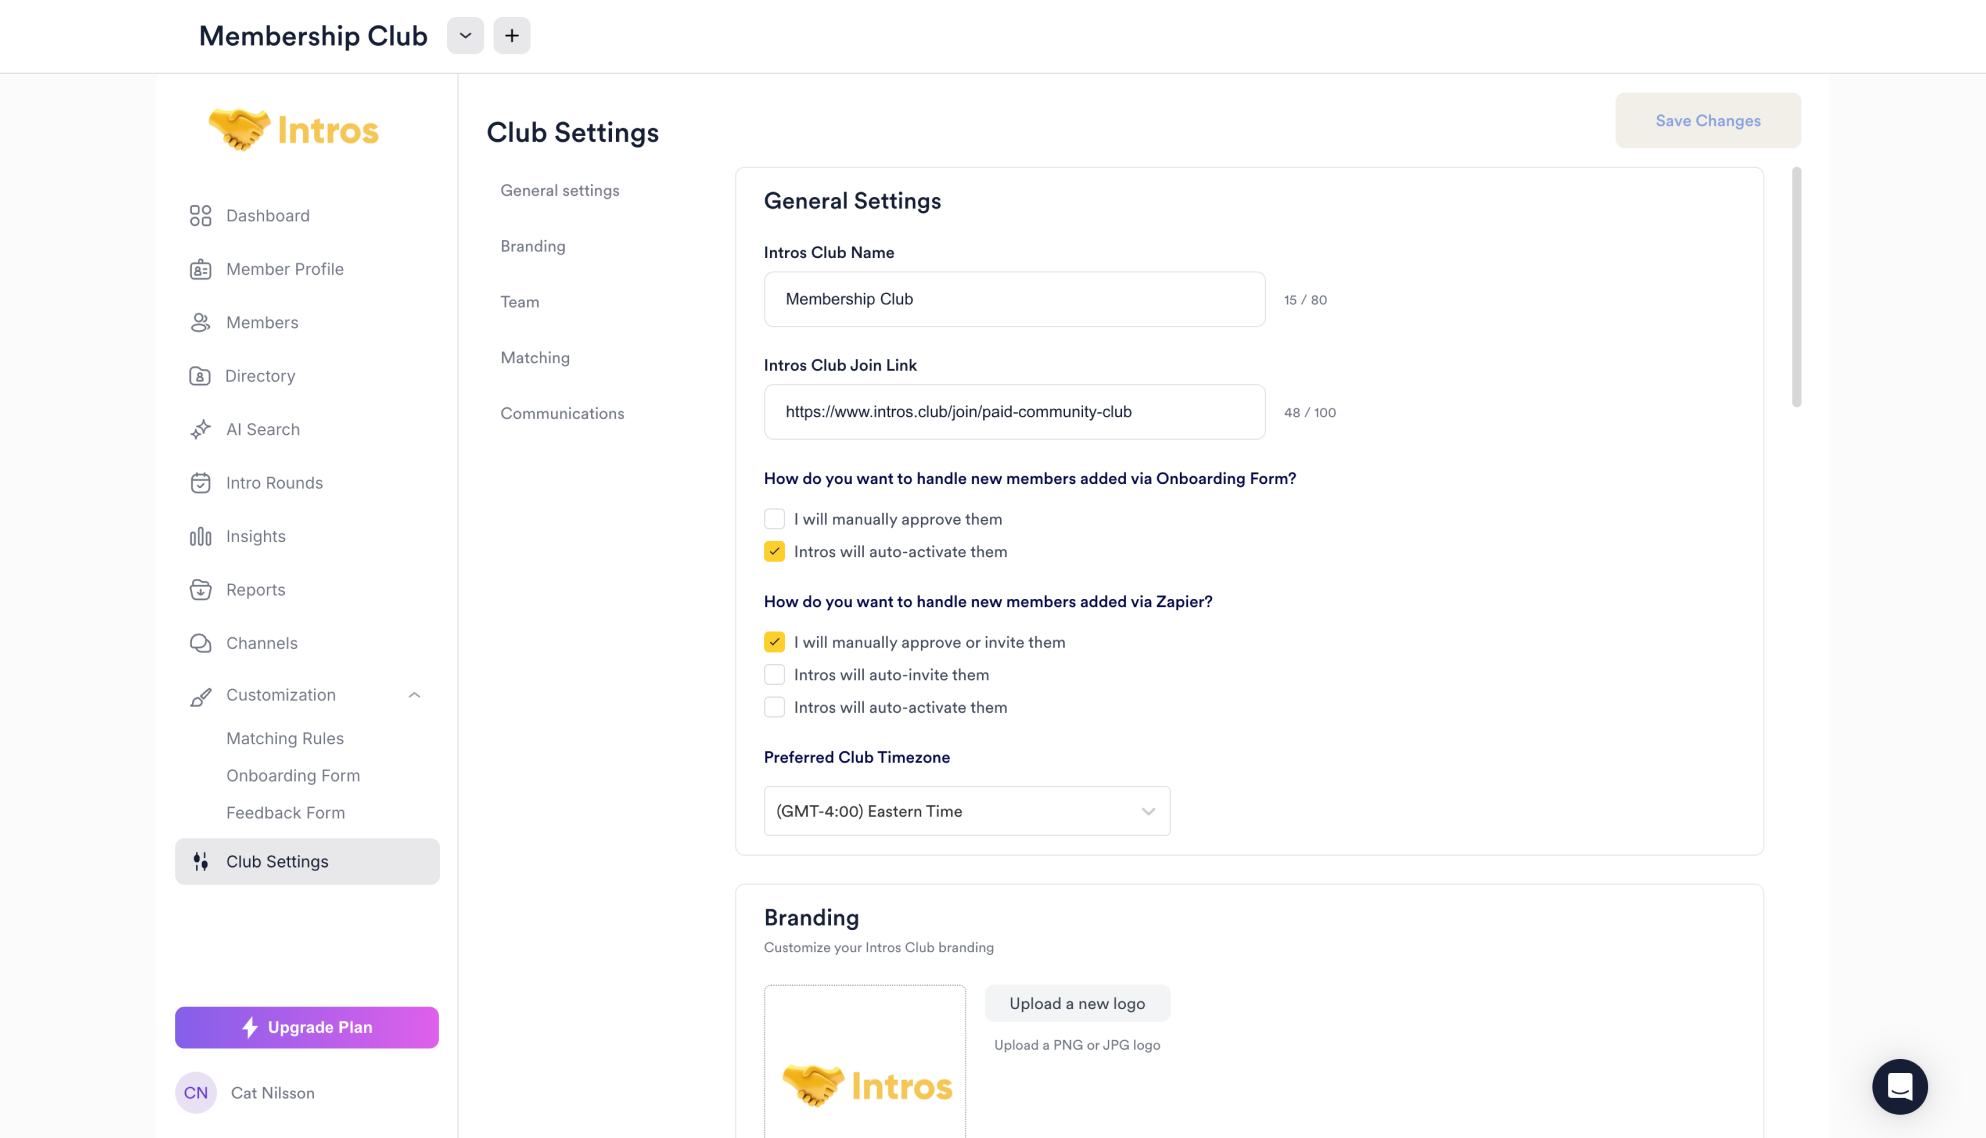 Membership Club
Intros
Dashboard
Member Profile
Members
Directory
AI Search
Intro Rounds
Insights
Reports
Channels
Customization
Matching Rules
Onboarding Form
Feedback Form
Club Settings
Upgrade Plan
CN
Cat Nilsson
Club Settings
Save Changes
General settings
Branding
Team
Matching
Communications
General Settings
Intros Club Name
Membership Club
15 / 80
Intros Club Join Link
https://www.intros.club/join/paid-community-club
48 / 100
How do you want to handle new members added via Onboarding Form?
I will manually approve them
Intros will auto-activate them
How do you want to handle new members added via Zapier?
I will manually approve or invite them
Intros will auto-invite them
Intros will auto-activate them
Preferred Club Timezone
(GMT-4:00) Eastern Time
Branding
Customize your Intros Club branding
Intros
Upload a new logo
Upload a PNG or JPG logo